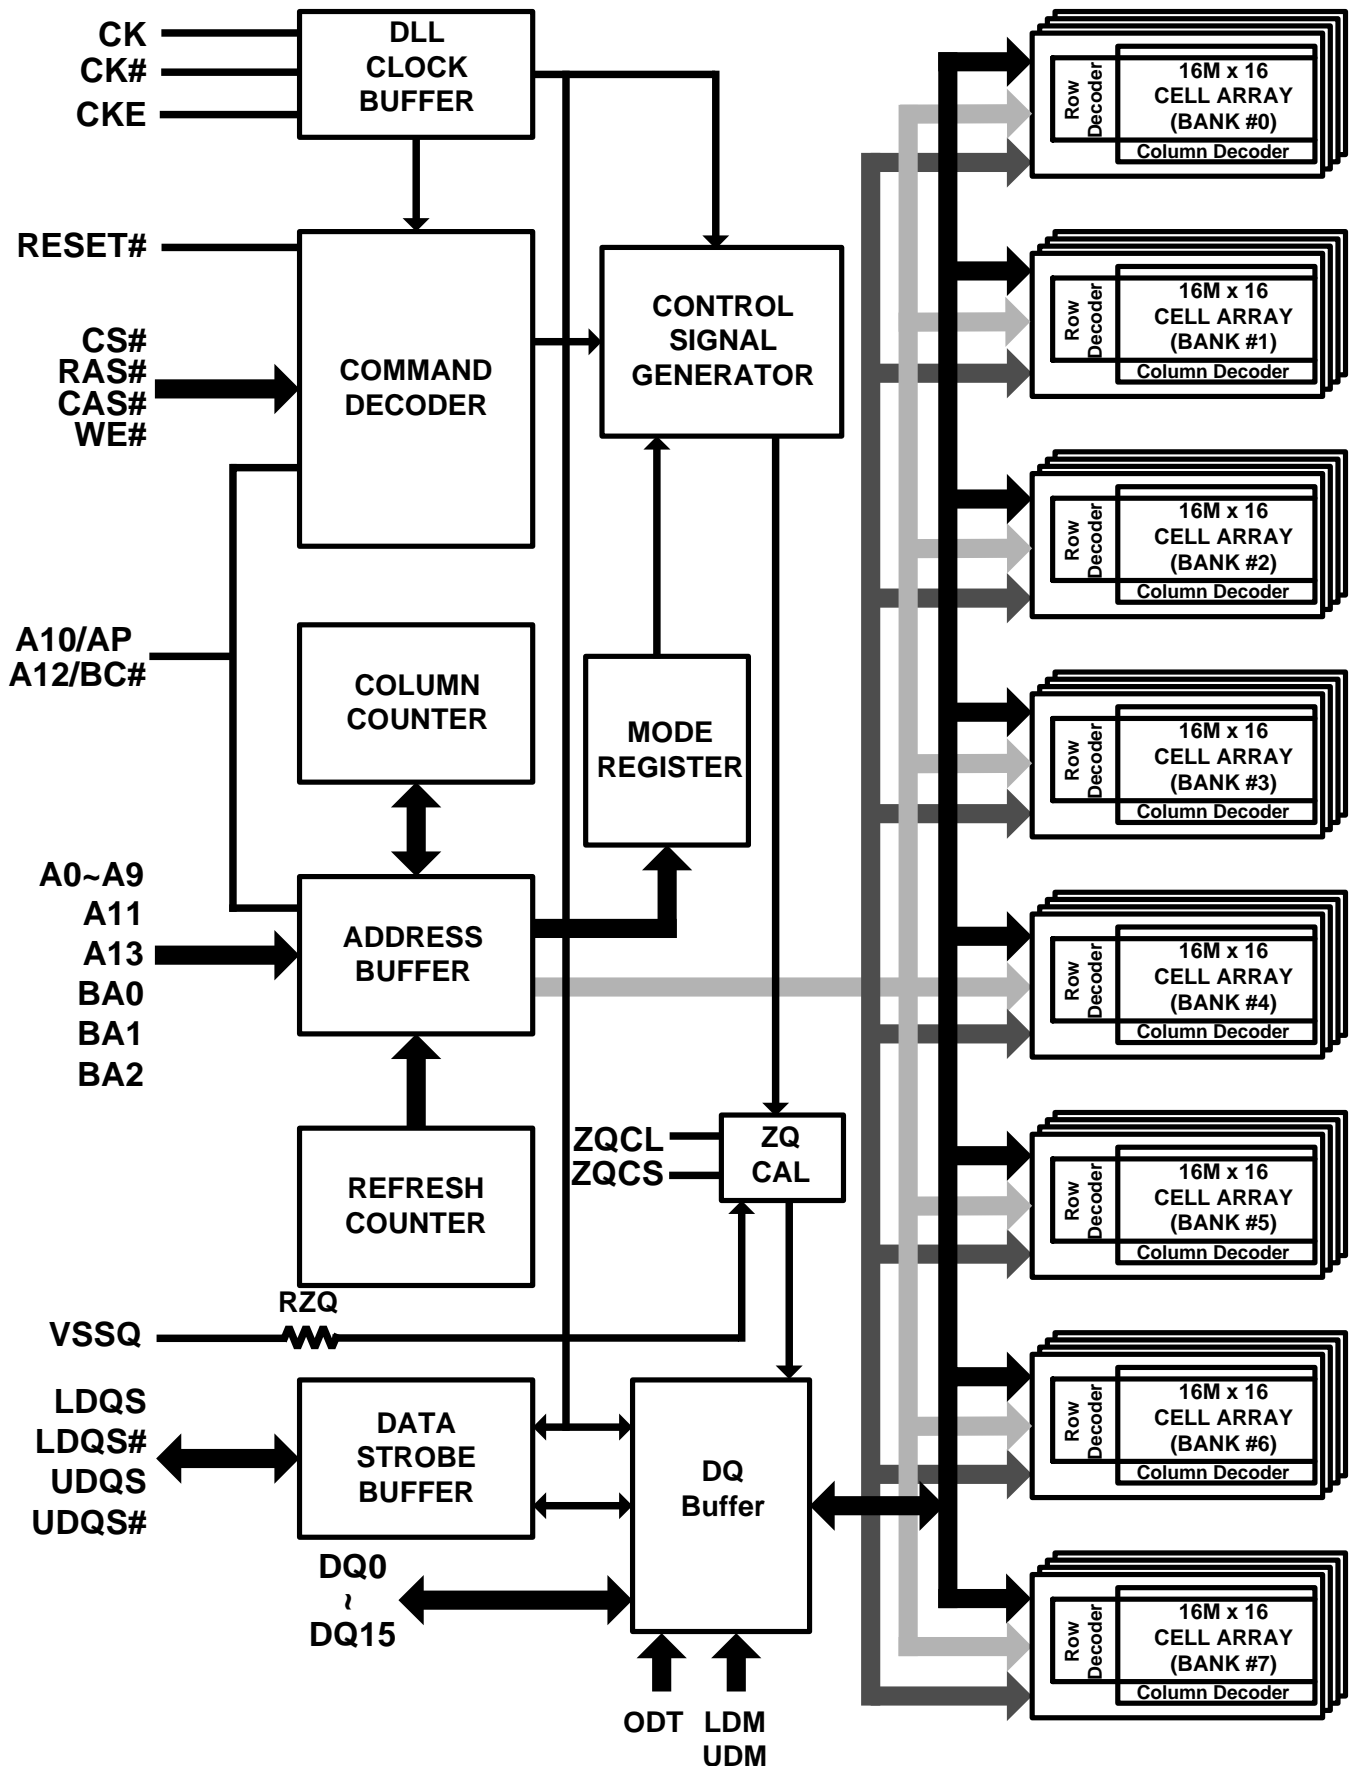 CK
CK#
CKE
DLL
CLOCK
BUFFER
RESET#
CS#
RAS#
CAS#
WE#
COMMAND
DECODER
CONTROL
SIGNAL
GENERATOR
A10/AP
A12/BC#
COLUMN
COUNTER
MODE
REGISTER
A0~A9
A11
A13
BA0
BA1
BA2
ADDRESS
BUFFER
REFRESH
COUNTER
ZQCL
ZQCS
ZQ
CAL
RZQ
VSSQ
LDQS
LDQS#
UDQS
UDQS#
DATA
STROBE
BUFFER
DQ
Buffer
DQ0
~
DQ15
ODT
LDM
UDM
Row
Decoder
16M x 16
CELL ARRAY
(BANK #0)
Column Decoder
Row
Decoder
16M x 16
CELL ARRAY
(BANK #1)
Column Decoder
Row
Decoder
16M x 16
CELL ARRAY
(BANK #2)
Column Decoder
Row
Decoder
16M x 16
CELL ARRAY
(BANK #3)
Column Decoder
Row
Decoder
16M x 16
CELL ARRAY
(BANK #4)
Column Decoder
Row
Decoder
16M x 16
CELL ARRAY
(BANK #5)
Column Decoder
Row
Decoder
16M x 16
CELL ARRAY
(BANK #6)
Column Decoder
Row
Decoder
16M x 16
CELL ARRAY
(BANK #7)
Column Decoder